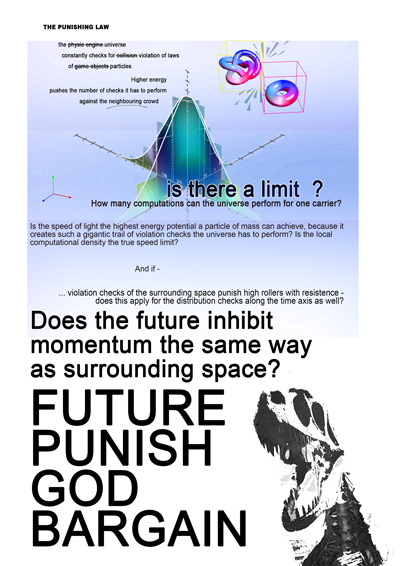 THE PUNISHING LAW
the physic engine universe
constantly checks for collision violation of laws
of game objects particles
Higher energy
pushes the number of checks it has to perform
against the neighbouring crowd
is there a limit ?
How many computations can the universe perform for one carrier?
Is the speed of light the highest energy potential a particle of mass can achieve, because it
creates such a gigantic trail of violation checks the universe has to perform? Is the local
computational density the true speed limit?
And if -
... violation checks of the surrounding space punish high rollers with resistence -
does this apply for the distribution checks along the time axis as well?
Does the future inhibit
momentum the same way
as surrounding space?
FUTURE
PUNISH
GOD
BARGAIN